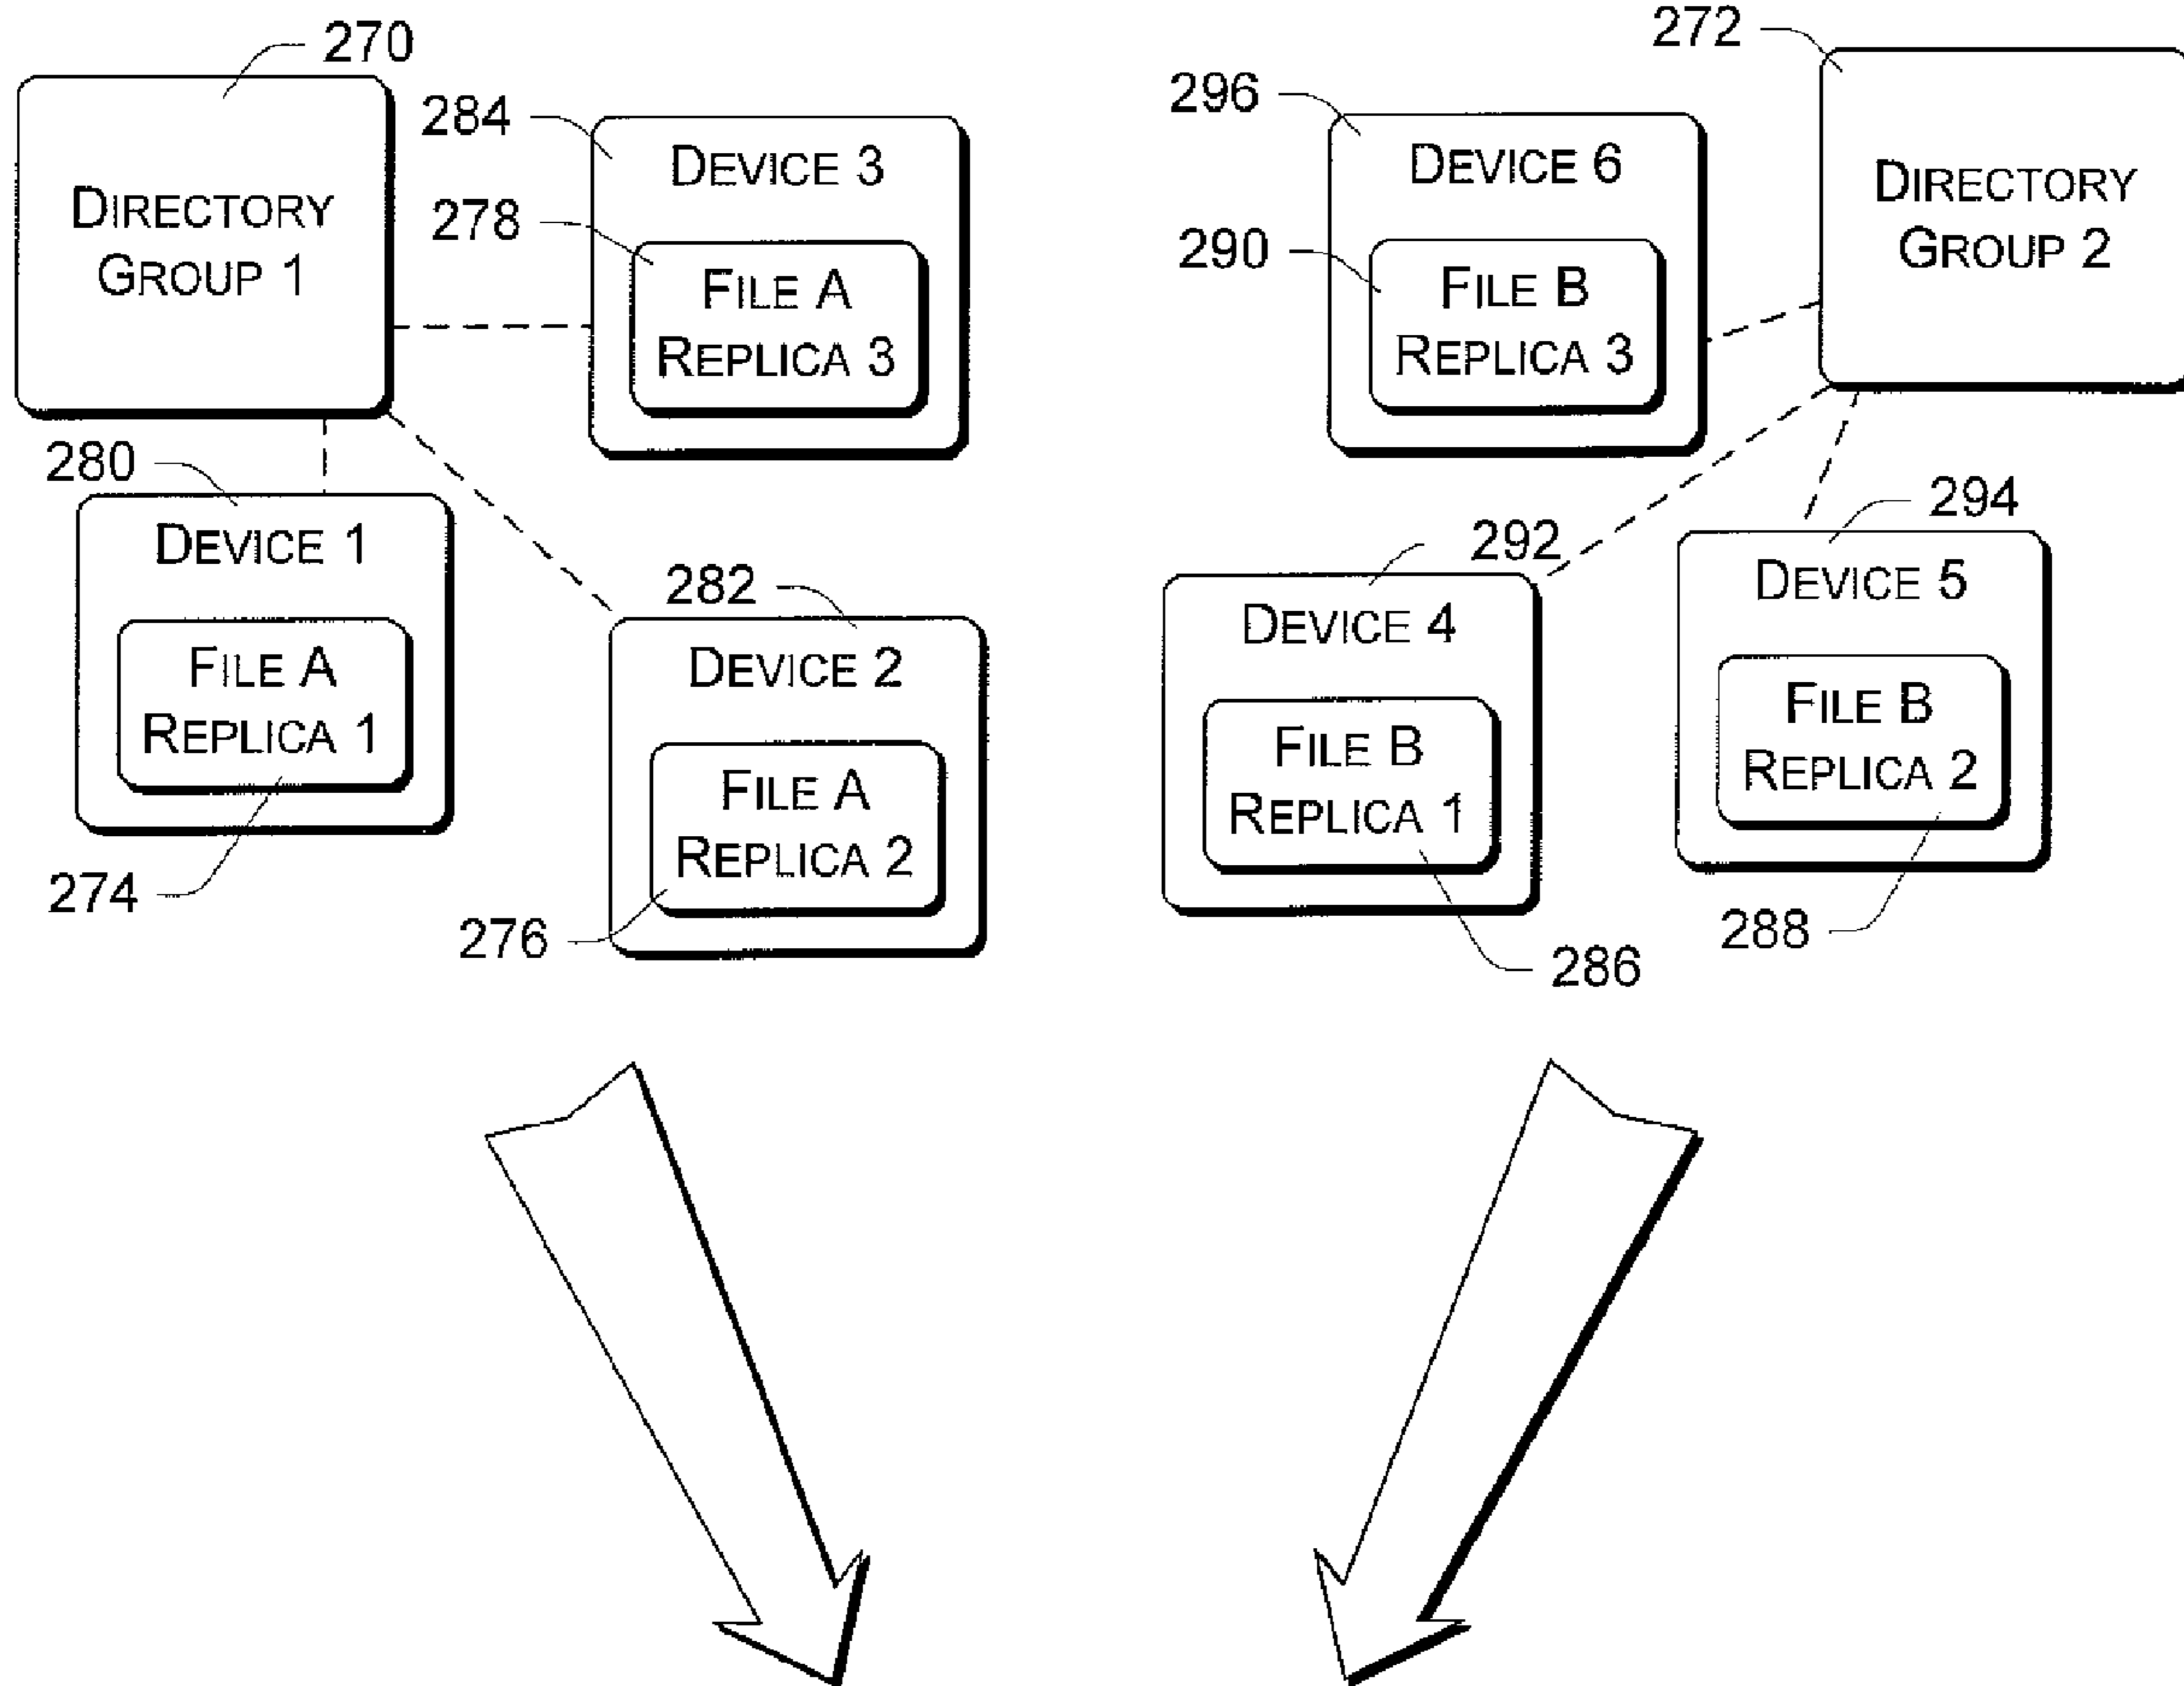 270
DIRECTORY
GROUP 1
284
DEVICE 3
278
FILE A
REPLICA 3
280
DEVICE 1
FILE A
REPLICA 1
274
282
DEVICE 2
FILE A
REPLICA 2
276
272
DIRECTORY
GROUP 2
296
DEVICE 6
290
FILE B
REPLICA 3
292
DEVICE 4
FILE B
REPLICA 1
286
294
DEVICE 5
FILE B
REPLICA 2
288